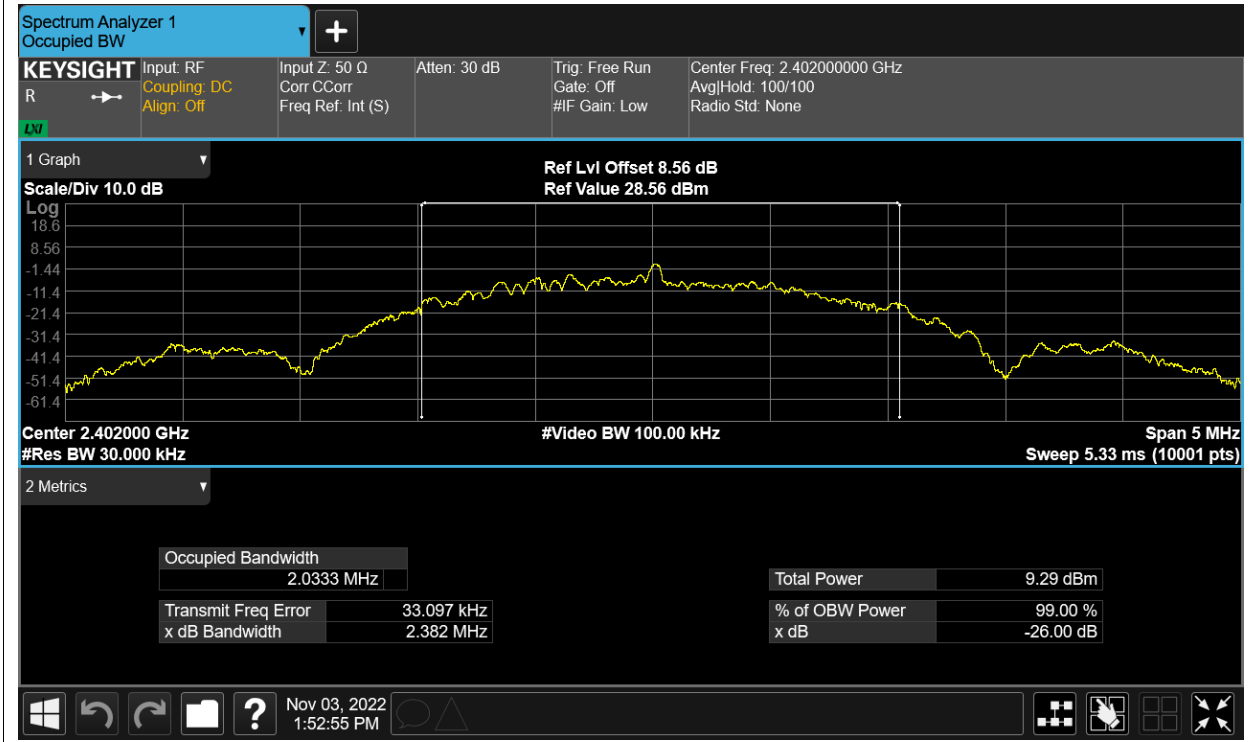 Spectrum Analyzer 1
Occupied BW
KEYSIGHT
R
LXI
Input: RF
Coupling: DC
Align: Off
Input Z: 50 Ω
Corr CCorr
Freq Ref: Int (S)
Atten: 30 dB
Trig: Free Run
Gate: Off
#IF Gain: Low
Center Freq: 2.402000000 GHz
Avg|Hold: 100/100
Radio Std: None
1 Graph
Scale/Div 10.0 dB
Ref Lvl Offset 8.56 dB
Ref Value 28.56 dBm
Log
18.6
8.56
-1.44
-11.4
-21.4
-31.4
-41.4
-51.4
-61.4
Center 2.402000 GHz
#Res BW 30.000 kHz
#Video BW 100.00 kHz
Span 5 MHz
Sweep 5.33 ms (10001 pts)
2 Metrics
Occupied Bandwidth
2.0333 MHz
Transmit Freq Error 33.097 kHz
x dB Bandwidth 2.382 MHz
Total Power 9.29 dBm
% of OBW Power 99.00 %
x dB -26.00 dB
?
Nov 03, 2022
1:52:55 PM